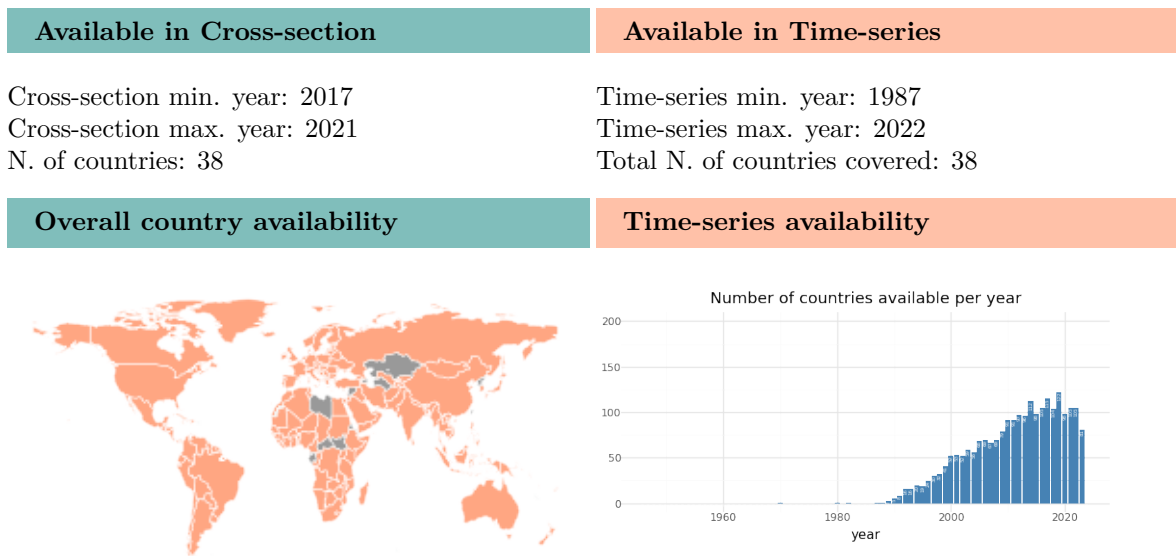 Available in Cross-section
Available in Time-series
Cross-section min. year: 2017
Cross-section max. year: 2021
N. of countries: 38
Time-series min. year: 1987
Time-series max. year: 2022
Total N. of countries covered: 38
Overall country availability
Time-series availability
Number of countries available per year
200
150
100
50
0
1960 1980 2000 2020
year